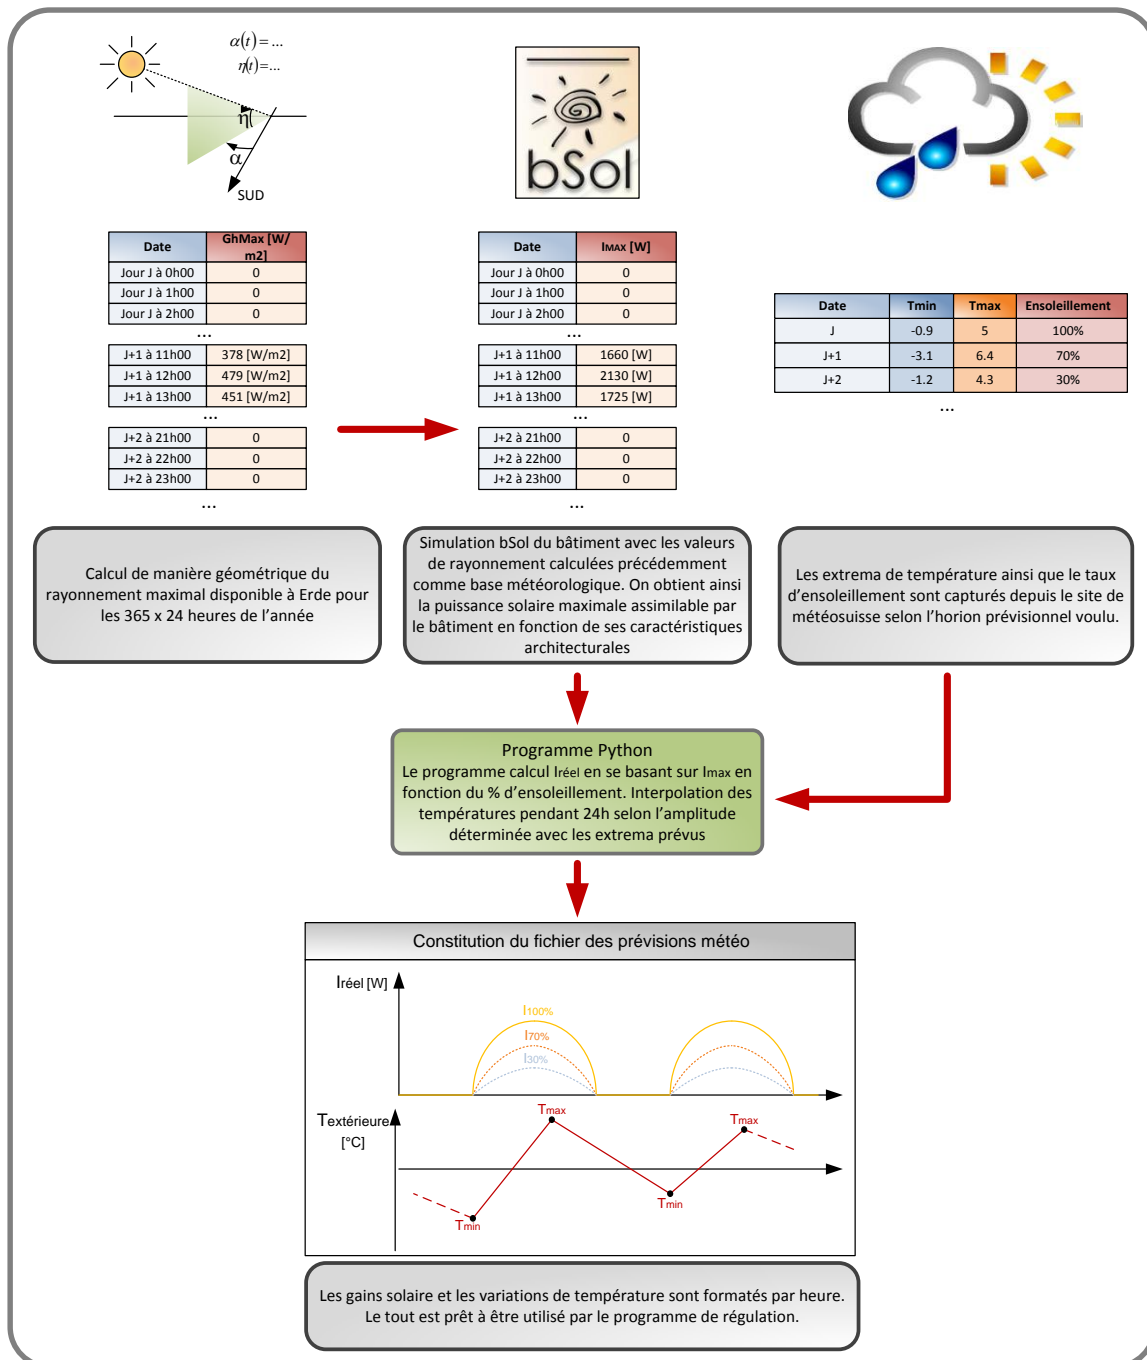 α(t) = ...
η(t) = ...
η
α
SUD
bSol
Date GhMax [W/
m2]
Jour J à 0h00 0
Jour J à 1h00 0
Jour J à 2h00 0
...
J+1 à 11h00 378 [W/m2]
J+1 à 12h00 479 [W/m2]
J+1 à 13h00 451 [W/m2]
...
J+2 à 21h00 0
J+2 à 22h00 0
J+2 à 23h00 0
...
Date IMAX [W]
Jour J à 0h00 0
Jour J à 1h00 0
Jour J à 2h00 0
...
J+1 à 11h00 1660 [W]
J+1 à 12h00 2130 [W]
J+1 à 13h00 1725 [W]
...
J+2 à 21h00 0
J+2 à 22h00 0
J+2 à 23h00 0
...
Date Tmin Tmax Ensoleillement
J -0.9 5 100%
J+1 -3.1 6.4 70%
J+2 -1.2 4.3 30%
...
Calcul de manière géométrique du
rayonnement maximal disponible à Erde pour
les 365 x 24 heures de l'année
Simulation bSol du bâtiment avec les valeurs
de rayonnement calculées précédemment
comme base météorologique. On obtient ainsi
la puissance solaire maximale assimilable par
le bâtiment en fonction de ses caractéristiques
architecturales
Les extrema de température ainsi que le taux
d'ensoleillement sont capturés depuis le site de
météosuisse selon l'horion prévisionnel voulu.
Programme Python
Le programme calcul Iréel en se basant sur Imax en
fonction du % d'ensoleillement. Interpolation des
températures pendant 24h selon l'amplitude
déterminée avec les extrema prévus
Constitution du fichier des prévisions météo
Iréel [W]
I100%
I70%
I30%
Textérieure
[°C]
Tmax
Tmax
Tmin
Tmin
Les gains solaire et les variations de température sont formatés par heure.
Le tout est prêt à être utilisé par le programme de régulation.